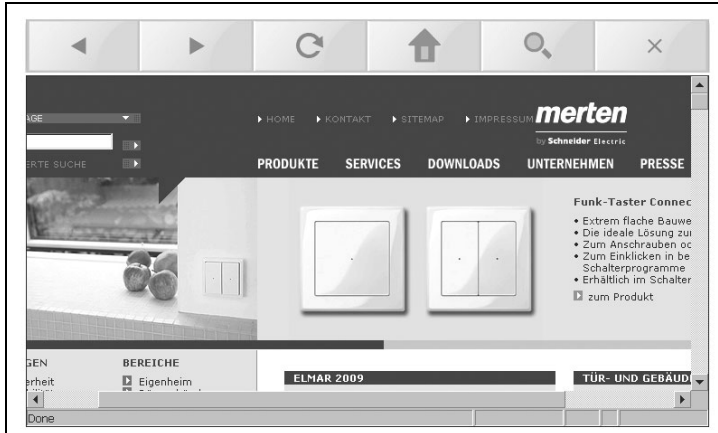 AGE
HOME KONTAKT SITEMAP IMPRESSUM
merten
by Schneider Electric
ERTE SUCHE
PRODUKTE SERVICES DOWNLOADS UNTERNEHMEN PRESSE
Funk-Taster Connec
• Extrem flache Bauwe
• Die ideale Lösung zur
• Zum Anschrauben oc
• Zum Einklicken in be
Schalterprogramme
• Erhältlich im Schalter
zum Produkt
GEN
erheit
BEREICHE
Eigenheim
ELMAR 2009
TÜR- UND GEBÄUD
Done